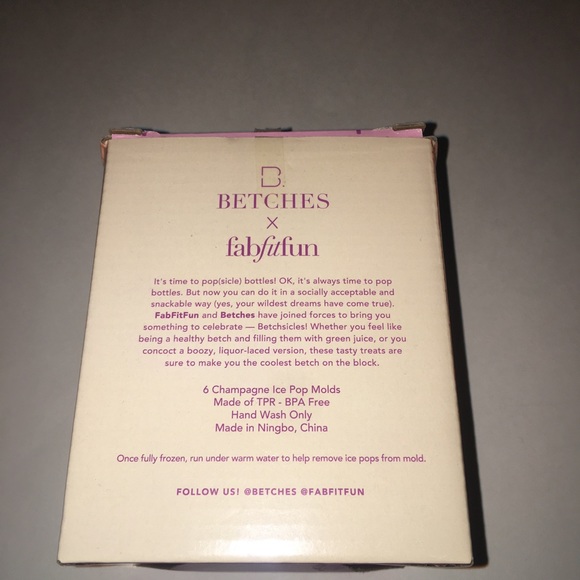 B.
BETCHES
X
fabfitfun
It's time to pop(sicle) bottles! OK, it's always time to pop
bottles. But now you can do it in a socially acceptable and
snackable way (yes, your wildest dreams have come true).
FabFitFun and Betches have joined forces to bring you
something to celebrate — Betchsicles! Whether you feel like
being a healthy betch and filling them with green juice, or you
concoct a boozy, liquor-laced version, these tasty treats are
sure to make you the coolest betch on the block.
6 Champagne Ice Pop Molds
Made of TPR - BPA Free
Hand Wash Only
Made in Ningbo, China
Once fully frozen, run under warm water to help remove ice pops from mold.
FOLLOW US! @BETCHES @FABFITFUN